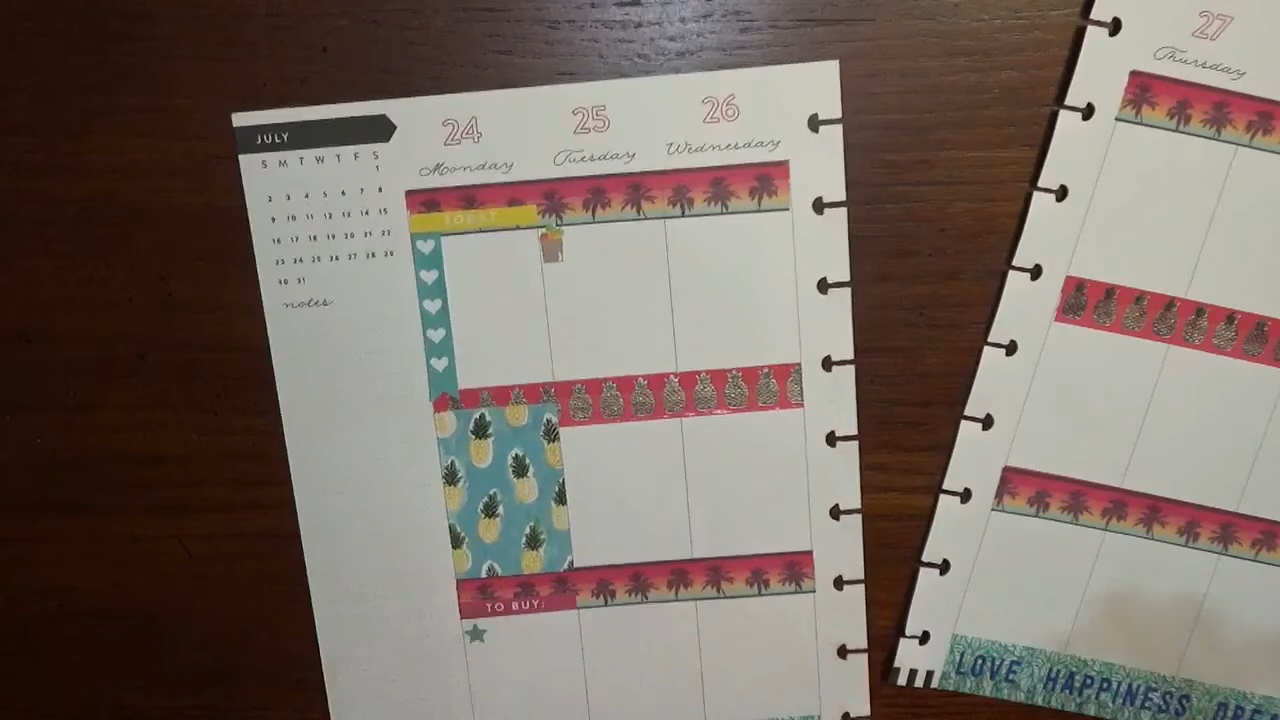 JULY
S M T W T F S
1
2 3 4 5 6 7 8
9 10 11 12 13 14 15
16 17 18 19 20 21 22
23 24 25 26 27 28 29
30 31
notes
24 25 26
Monday Tuesday Wednesday
TODAY
TO BUY:
27
Thursday
LOVE HAPPINESS